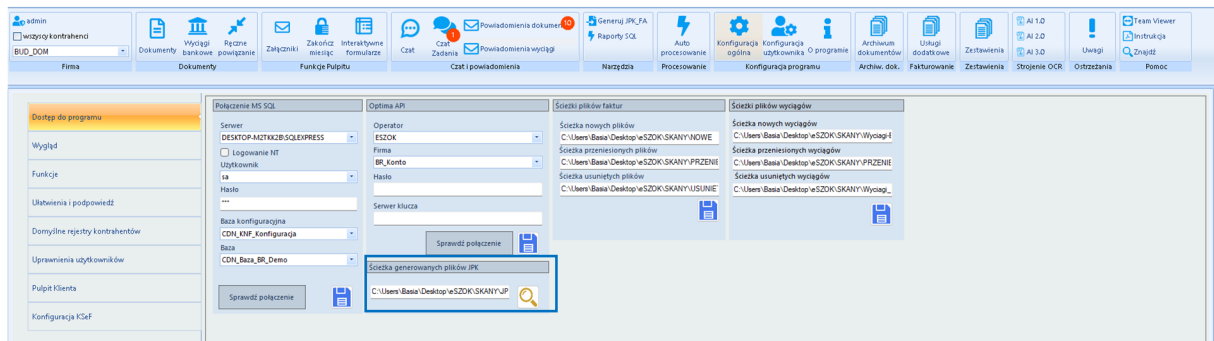 admin
wszyscy kontrahenci
BUD_DOM
Firma
Dokumenty
Wyciągi bankowe
Ręczne powiązanie
Dokumenty
Załączniki
Zakończ miesiąc
Interaktywne formularze
Funkcje Pulpitu
Czat
1
Czat Zadania
Powiadomienia dokumen
10
Powiadomienia wyciągi
Czat i powiadomienia
Generuj JPK_FA
Raporty SQL
Narzędzia
Auto procesowanie
Procesowanie
Konfiguracja ogólna
Konfiguracja użytkownika
O programie
Konfiguracja programu
Archiwum dokumentów
Archiw. dok.
Usługi dodatkowe
Fakturowanie
Zestawienia
Zestawienia
AI 1.0
AI 2.0
AI 3.0
Strojenie OCR
Uwagi
Ostrzeżania
Team Viewer
Instrukcja
Znajdź
Pomoc
Dostęp do programu
Wygląd
Funkcje
Ułatwienia i podpowiedź
Domyślne rejestry kontrahentów
Uprawnienia użytkowników
Pulpit Klienta
Konfiguracja KSeF
Połączenie MS SQL
Serwer
DESKTOP-M2TKK2B\SQLEXPRESS
Logowanie NT
Użytkownik
sa
Hasło
***
Baza konfiguracyjna
CDN_KNF_Konfiguracja
Baza
CDN_Baza_BR_Demo
Sprawdź połączenie
Optima API
Operator
ESZOK
Firma
BR_Konto
Hasło
Serwer klucza
Sprawdź połączenie
Ścieżka generowanych plików JPK
C:\Users\Basia\Desktop\eSZOK\SKANY\JP
Ścieżki plików faktur
Ścieżka nowych plików
C:\Users\Basia\Desktop\eSZOK\SKANY\NOWE
Ścieżka przeniesionych plików
C:\Users\Basia\Desktop\eSZOK\SKANY\PRZENIE
Ścieżka usuniętych plików
C:\Users\Basia\Desktop\eSZOK\SKANY\USUNIE
Ścieżki plików wyciągów
Ścieżka nowych wyciągów
C:\Users\Basia\Desktop\eSZOK\SKANY\Wyciagi-E
Ścieżka przeniesionych wyciągów
C:\Users\Basia\Desktop\eSZOK\SKANY\PRZENIE
Ścieżka usuniętych wyciągów
C:\Users\Basia\Desktop\eSZOK\SKANY\Wyciagi_